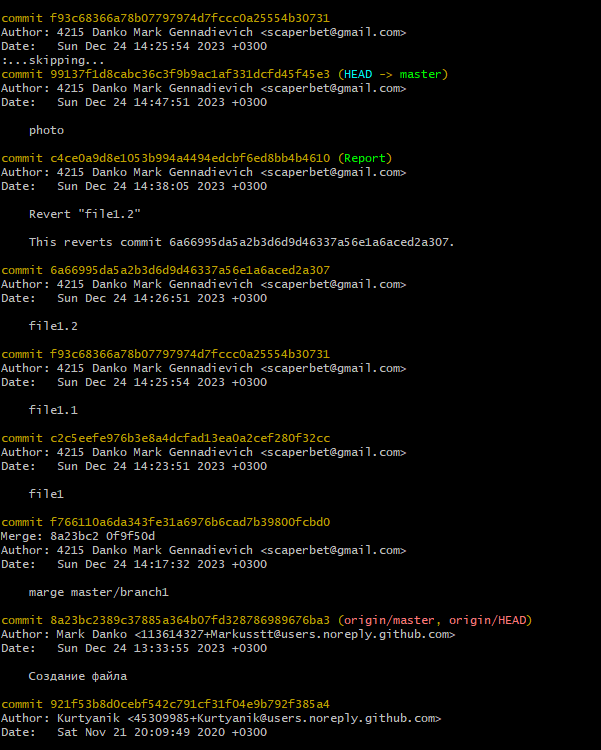 commit f93c68366a78b07797974d7fccc0a25554b30731
Author: 4215 Danko Mark Gennadievich <scaperbet@gmail.com>
Date:   Sun Dec 24 14:25:54 2023 +0300
:...skipping...
commit 99137f1d8cabc36c3f9b9ac1af331dcfd45f45e3 (HEAD -> master)
Author: 4215 Danko Mark Gennadievich <scaperbet@gmail.com>
Date:   Sun Dec 24 14:47:51 2023 +0300
photo
commit c4ce0a9d8e1053b994a4494edcbf6ed8bb4b4610 (Report)
Author: 4215 Danko Mark Gennadievich <scaperbet@gmail.com>
Date:   Sun Dec 24 14:38:05 2023 +0300
Revert "file1.2"
This reverts commit 6a66995da5a2b3d6d9d46337a56e1a6aced2a307.
commit 6a66995da5a2b3d6d9d46337a56e1a6aced2a307
Author: 4215 Danko Mark Gennadievich <scaperbet@gmail.com>
Date:   Sun Dec 24 14:26:51 2023 +0300
file1.2
commit f93c68366a78b07797974d7fccc0a25554b30731
Author: 4215 Danko Mark Gennadievich <scaperbet@gmail.com>
Date:   Sun Dec 24 14:25:54 2023 +0300
file1.1
commit c2c5eefe976b3e8a4dcfad13ea0a2cef280f32cc
Author: 4215 Danko Mark Gennadievich <scaperbet@gmail.com>
Date:   Sun Dec 24 14:23:51 2023 +0300
file1
commit f766110a6da343fe31a6976b6cad7b39800fcbd0
Merge: 8a23bc2 0f9f50d
Author: 4215 Danko Mark Gennadievich <scaperbet@gmail.com>
Date:   Sun Dec 24 14:17:32 2023 +0300
marge master/branch1
commit 8a23bc2389c37885a364b07fd328786989676ba3 (origin/master, origin/HEAD)
Author: Mark Danko <113614327+Markusstt@users.noreply.github.com>
Date:   Sun Dec 24 13:33:55 2023 +0300
Создание файла
commit 921f53b8d0cebf542c791cf31f04e9b792f385a4
Author: Kurtyanik <45309985+Kurtyanik@users.noreply.github.com>
Date:   Sat Nov 21 20:09:49 2020 +0300